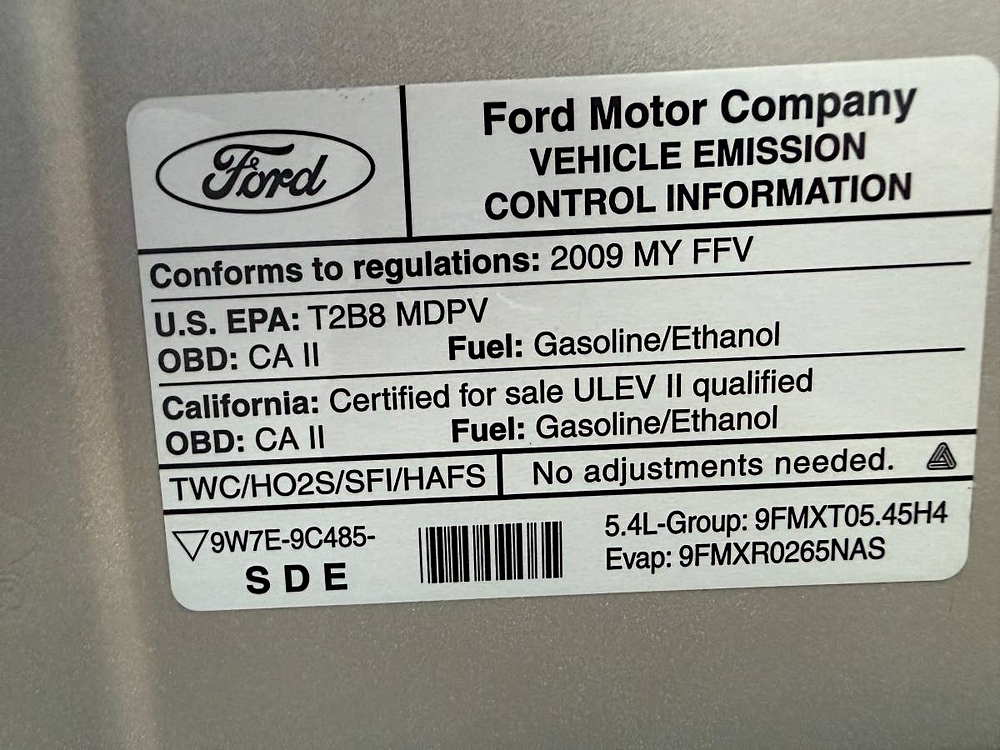 Ford
Ford Motor Company
VEHICLE EMISSION
CONTROL INFORMATION
Conforms to regulations: 2009 MY FFV
U.S. EPA: T2B8 MDPV
OBD: CA II Fuel: Gasoline/Ethanol
California: Certified for sale ULEV II qualified
OBD: CA II Fuel: Gasoline/Ethanol
TWC/HO2S/SFI/HAFS No adjustments needed.
9W7E-9C485-
SDE
5.4L-Group: 9FMXT05.45H4
Evap: 9FMXR0265NAS